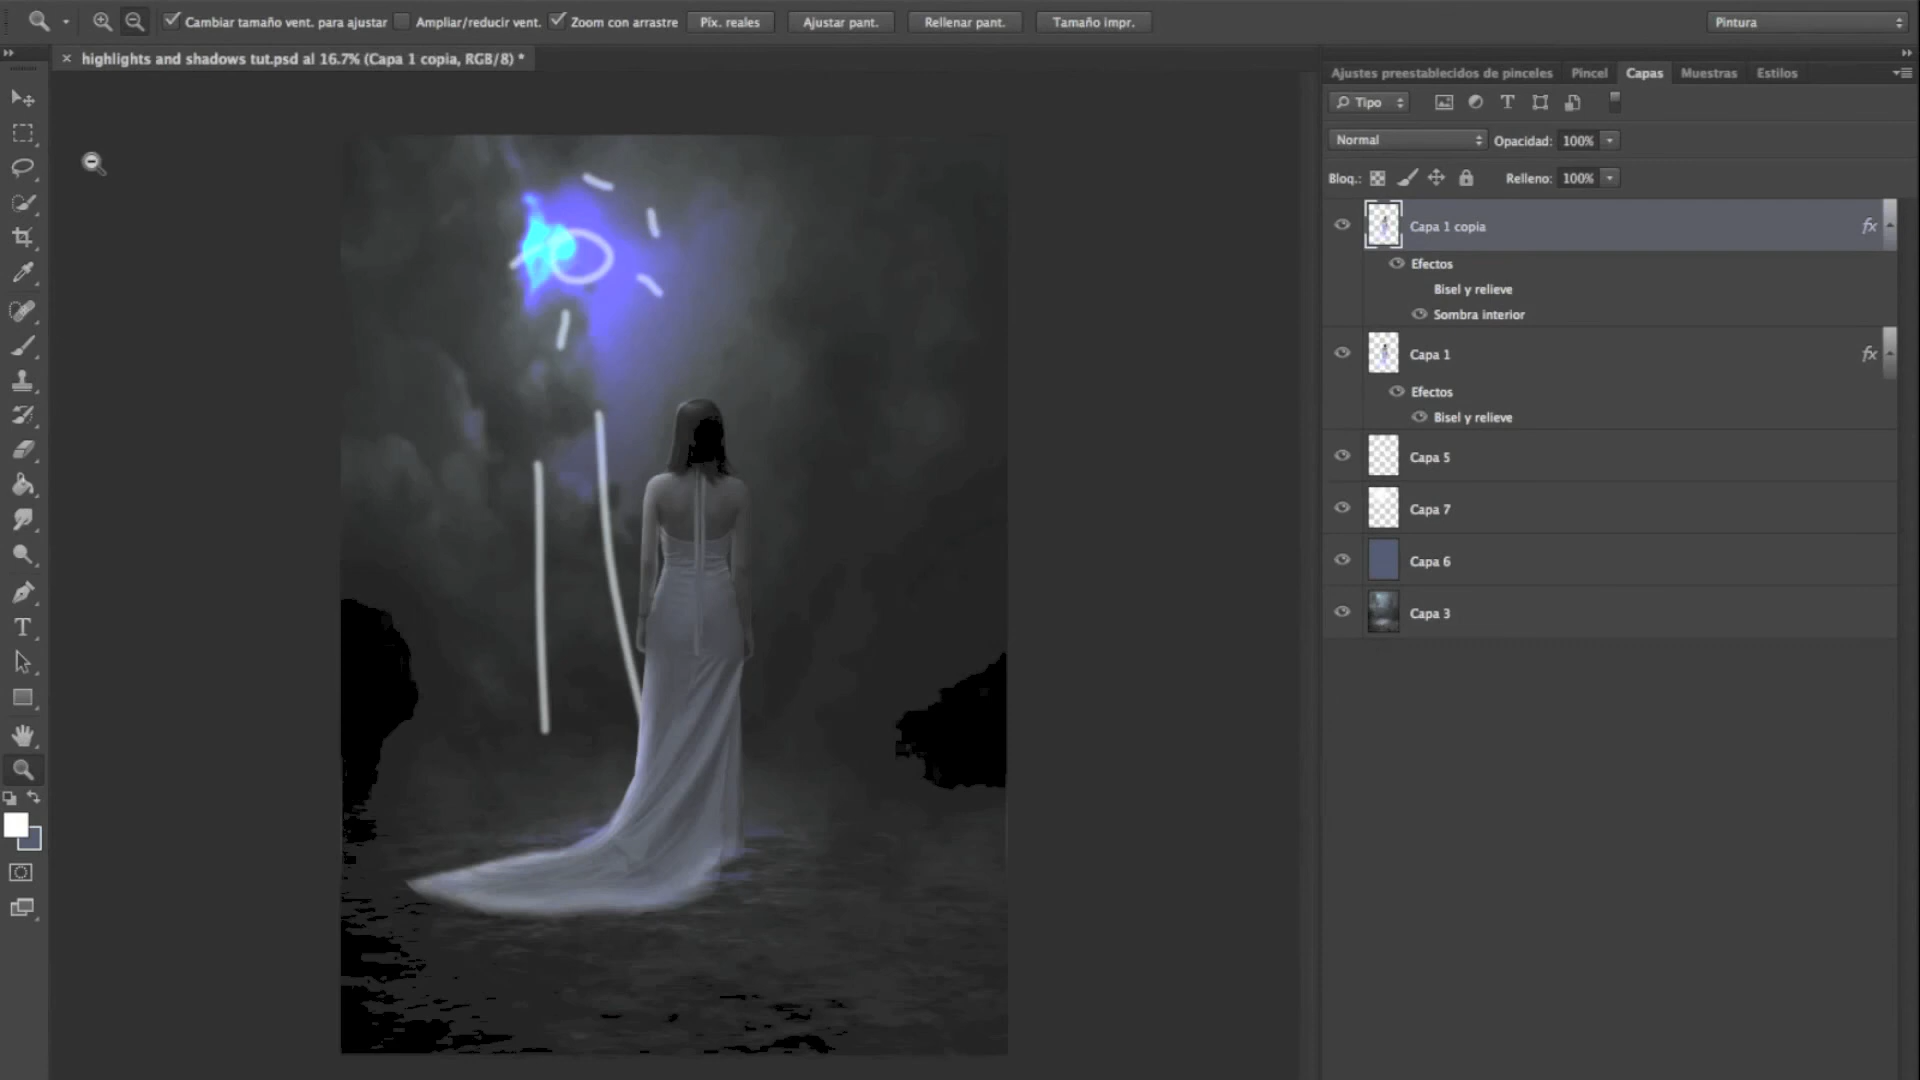 Cambiar tamaño vent. para ajustar Ampliar/reducir vent. Zoom con arrastre Píx. reales Ajustar pant. Rellenar pant. Tamaño impr. Pintura
× highlights and shadows tut.psd al 16.7% (Capa 1 copia, RGB/8) *
Ajustes preestablecidos de pinceles Pincel Capas Muestras Estilos
Tipo
Normal Opacidad: 100%
Bloq.: Relleno: 100%
Capa 1 copia fx
Efectos
Bisel y relieve
Sombra interior
Capa 1 fx
Efectos
Bisel y relieve
Capa 5
Capa 7
Capa 6
Capa 3